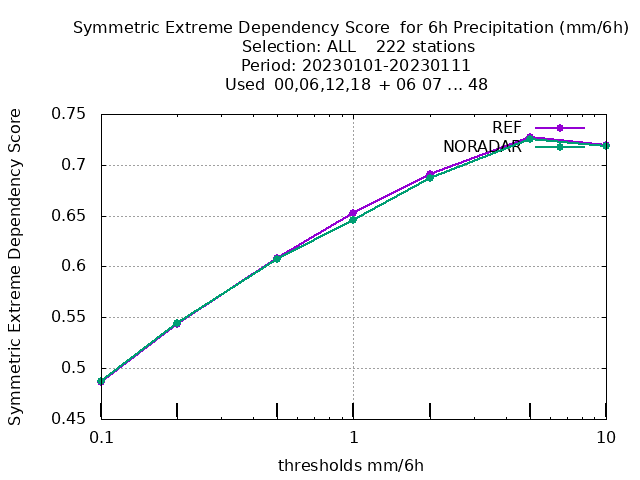 Symmetric Extreme Dependency Score for 6h Precipitation (mm/6h)
Selection: ALL 222 stations
Period: 20230101-20230111
Used 00,06,12,18 + 06 07 ... 48
Symmetric Extreme Dependency Score
0.75
0.7
0.65
0.6
0.55
0.5
0.45
REF
NORADAR
0.1
1
10
thresholds mm/6h